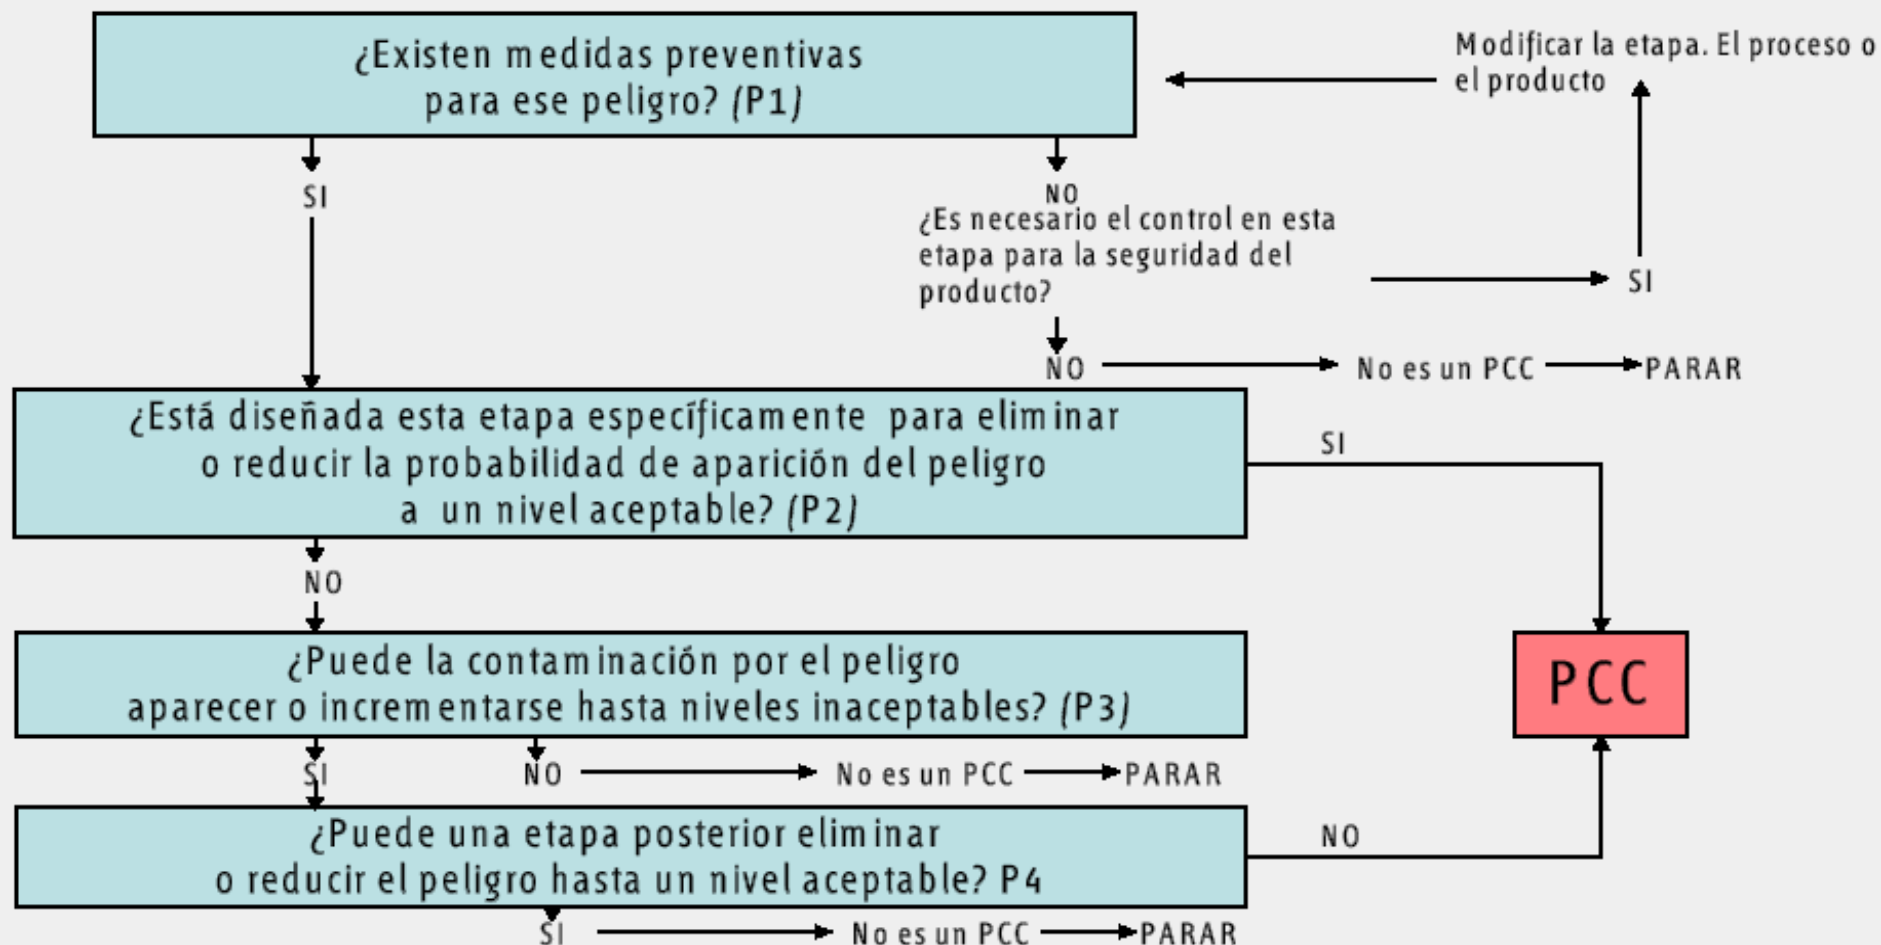 ¿Existen medidas preventivas
para ese peligro? (P1)
Modificar la etapa. El proceso o
el producto
SI
NO
¿Es necesario el control en esta
etapa para la seguridad del
producto?
SI
NO
No es un PCC
PARAR
¿Está diseñada esta etapa específicamente para eliminar
o reducir la probabilidad de aparición del peligro
a un nivel aceptable? (P2)
SI
NO
¿Puede la contaminación por el peligro
aparecer o incrementarse hasta niveles inaceptables? (P3)
PCC
SI
NO
No es un PCC
PARAR
¿Puede una etapa posterior eliminar
o reducir el peligro hasta un nivel aceptable? P4
NO
SI
No es un PCC
PARAR